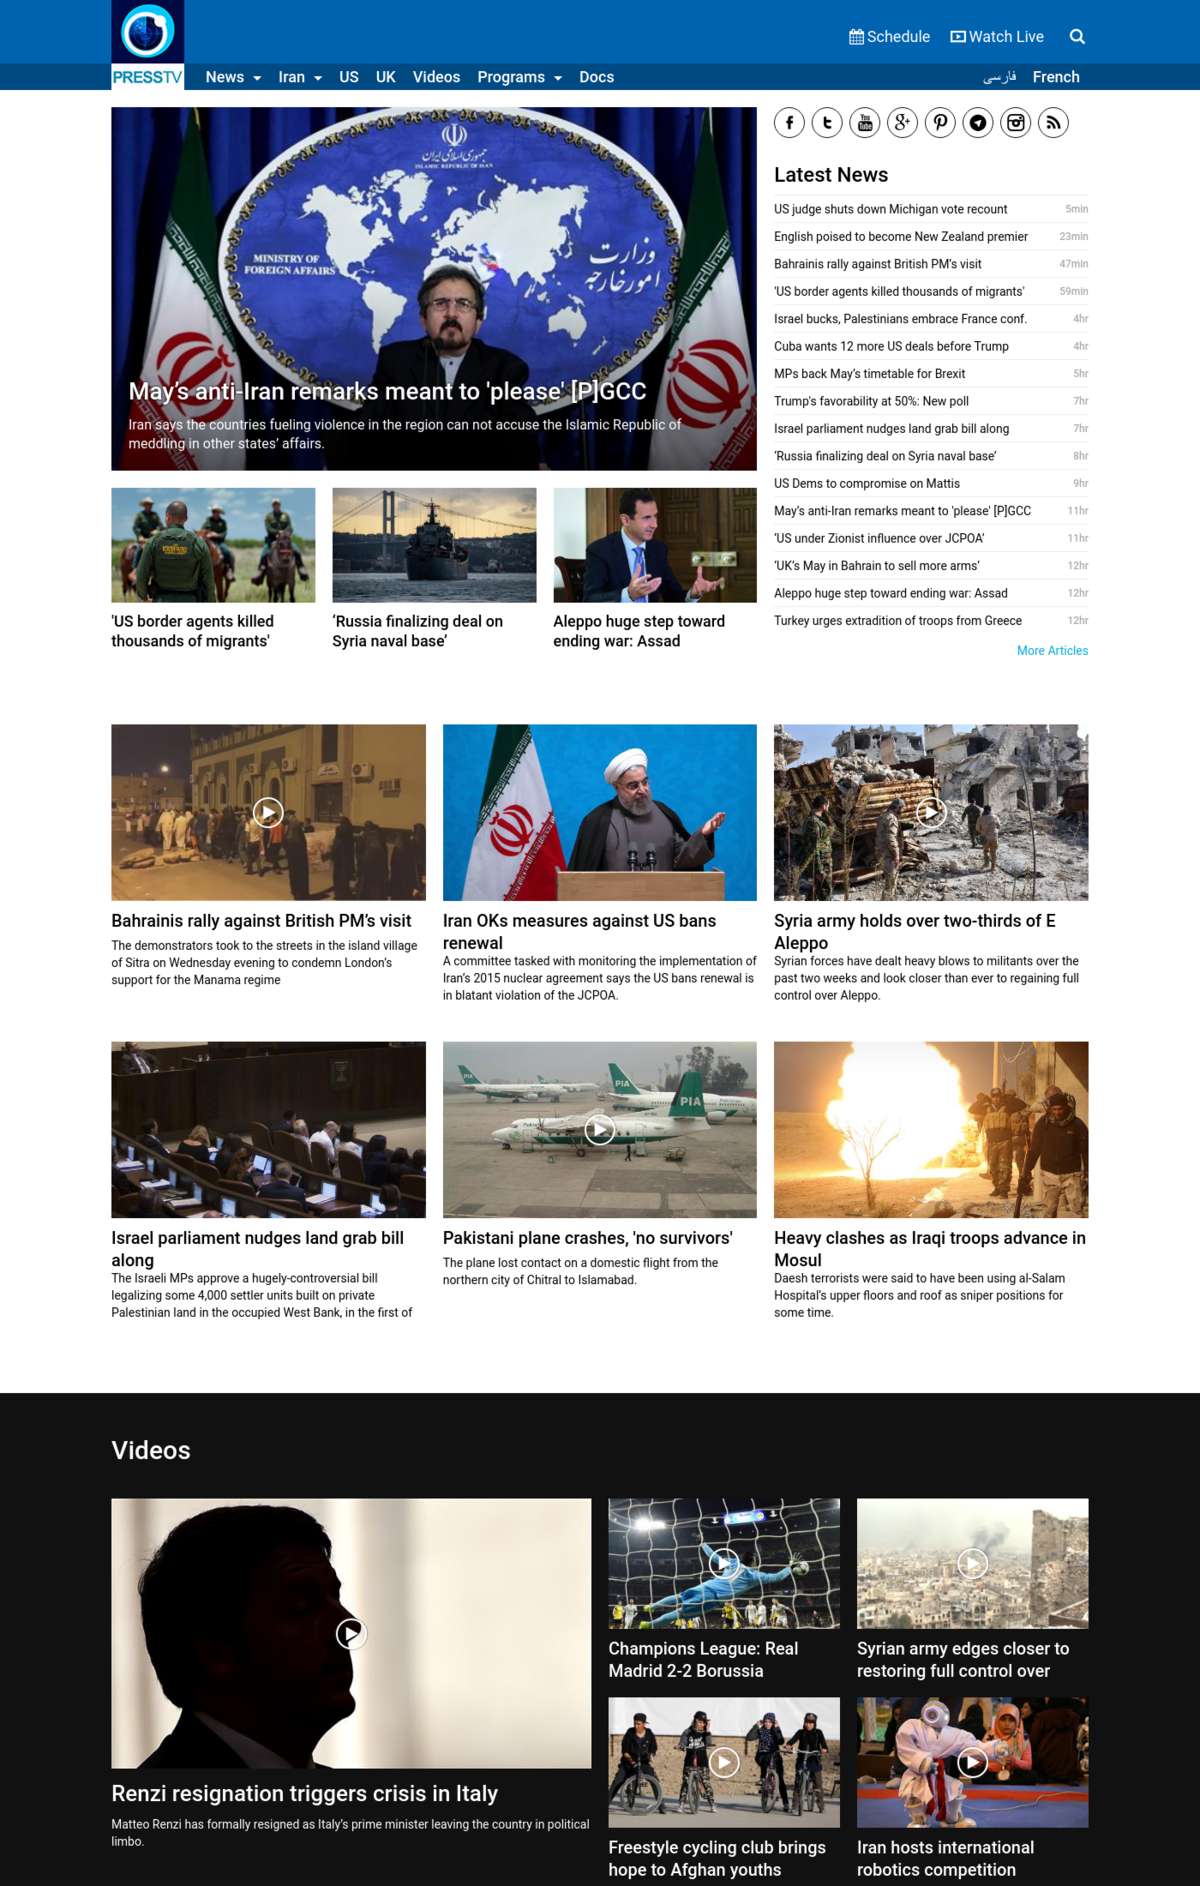 Schedule
Watch Live
PRESSTV
News
Iran
US
UK
Videos
Programs
Docs
فارسی
French
جمهوری اسلامی ایران
ISLAMIC REPUBLIC OF IRAN
MINISTRY OF
FOREIGN AFFAIRS
وزارت
امور خارجه
May’s anti-Iran remarks meant to 'please' [P]GCC
Iran says the countries fueling violence in the region can not accuse the Islamic Republic of
meddling in other states’ affairs.
'US border agents killed
thousands of migrants'
‘Russia finalizing deal on
Syria naval base’
Aleppo huge step toward
ending war: Assad
You
Tube
Latest News
US judge shuts down Michigan vote recount 5min
English poised to become New Zealand premier 23min
Bahrainis rally against British PM’s visit 47min
'US border agents killed thousands of migrants' 59min
Israel bucks, Palestinians embrace France conf. 4hr
Cuba wants 12 more US deals before Trump 4hr
MPs back May’s timetable for Brexit 5hr
Trump's favorability at 50%: New poll 7hr
Israel parliament nudges land grab bill along 7hr
‘Russia finalizing deal on Syria naval base’ 8hr
US Dems to compromise on Mattis 9hr
May’s anti-Iran remarks meant to 'please' [P]GCC 11hr
‘US under Zionist influence over JCPOA’ 11hr
‘UK’s May in Bahrain to sell more arms’ 12hr
Aleppo huge step toward ending war: Assad 12hr
Turkey urges extradition of troops from Greece 12hr
More Articles
Bahrainis rally against British PM’s visit
The demonstrators took to the streets in the island village
of Sitra on Wednesday evening to condemn London’s
support for the Manama regime
Iran OKs measures against US bans
renewal
A committee tasked with monitoring the implementation of
Iran’s 2015 nuclear agreement says the US bans renewal is
in blatant violation of the JCPOA.
Syria army holds over two-thirds of E
Aleppo
Syrian forces have dealt heavy blows to militants over the
past two weeks and look closer than ever to regaining full
control over Aleppo.
PIA
PIA
Israel parliament nudges land grab bill
along
The Israeli MPs approve a hugely-controversial bill
legalizing some 4,000 settler units built on private
Palestinian land in the occupied West Bank, in the first of
Pakistani plane crashes, 'no survivors'
The plane lost contact on a domestic flight from the
northern city of Chitral to Islamabad.
Heavy clashes as Iraqi troops advance in
Mosul
Daesh terrorists were said to have been using al-Salam
Hospital’s upper floors and roof as sniper positions for
some time.
Videos
Renzi resignation triggers crisis in Italy
Matteo Renzi has formally resigned as Italy’s prime minister leaving the country in political
limbo.
Champions League: Real
Madrid 2-2 Borussia
Syrian army edges closer to
restoring full control over
Freestyle cycling club brings
hope to Afghan youths
Iran hosts international
robotics competition